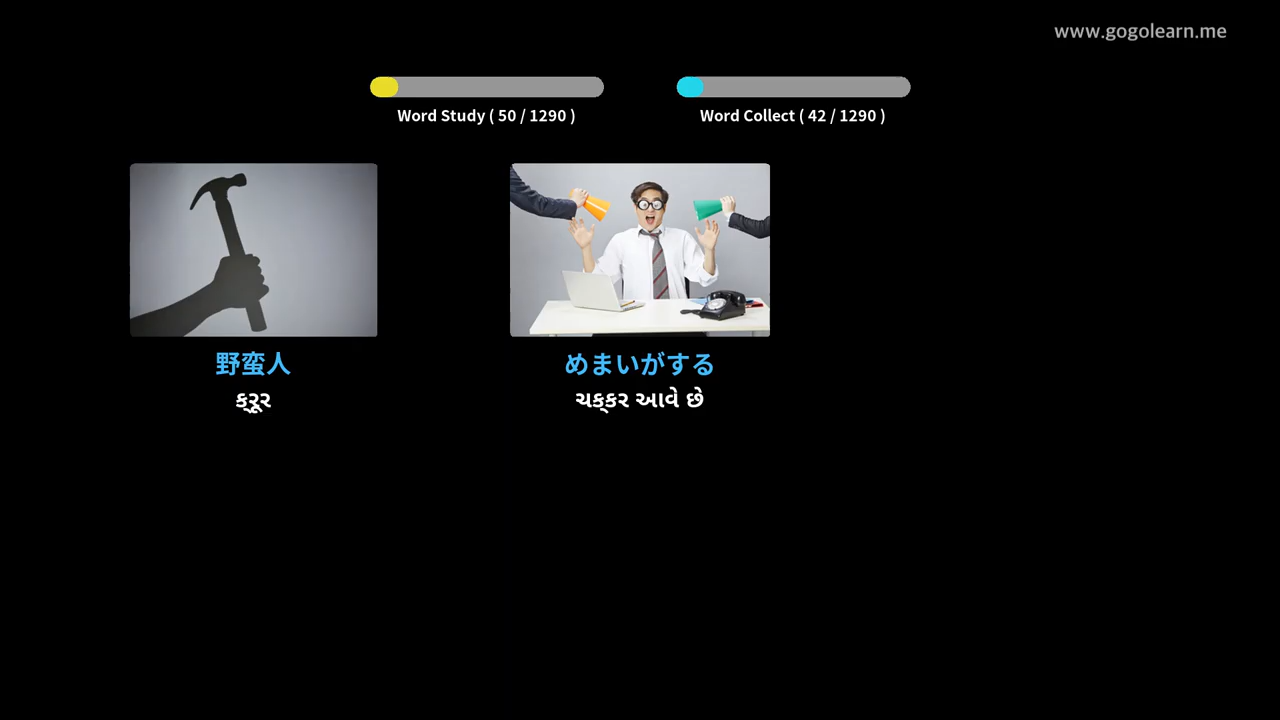 www.gogolearn.me
Word Study ( 50 / 1290 )
Word Collect ( 42 / 1290 )
野蛮人
ક્રૂર
めまいがする
ચક્કર આવે છે